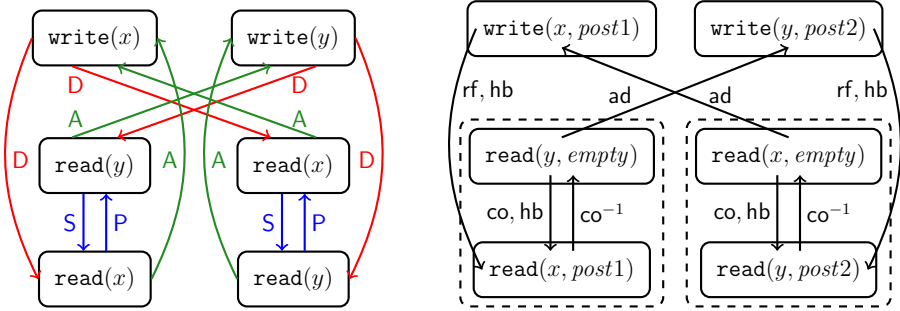 write(x)
write(y)
D
D
A
A
read(y)
read(x)
D
A
A
D
S
P
S
P
read(x)
read(y)
write(x, post1)
write(y, post2)
rf, hb
ad
ad
rf, hb
read(y, empty)
read(x, empty)
co, hb
co⁻¹
co, hb
co⁻¹
read(x, post1)
read(y, post2)